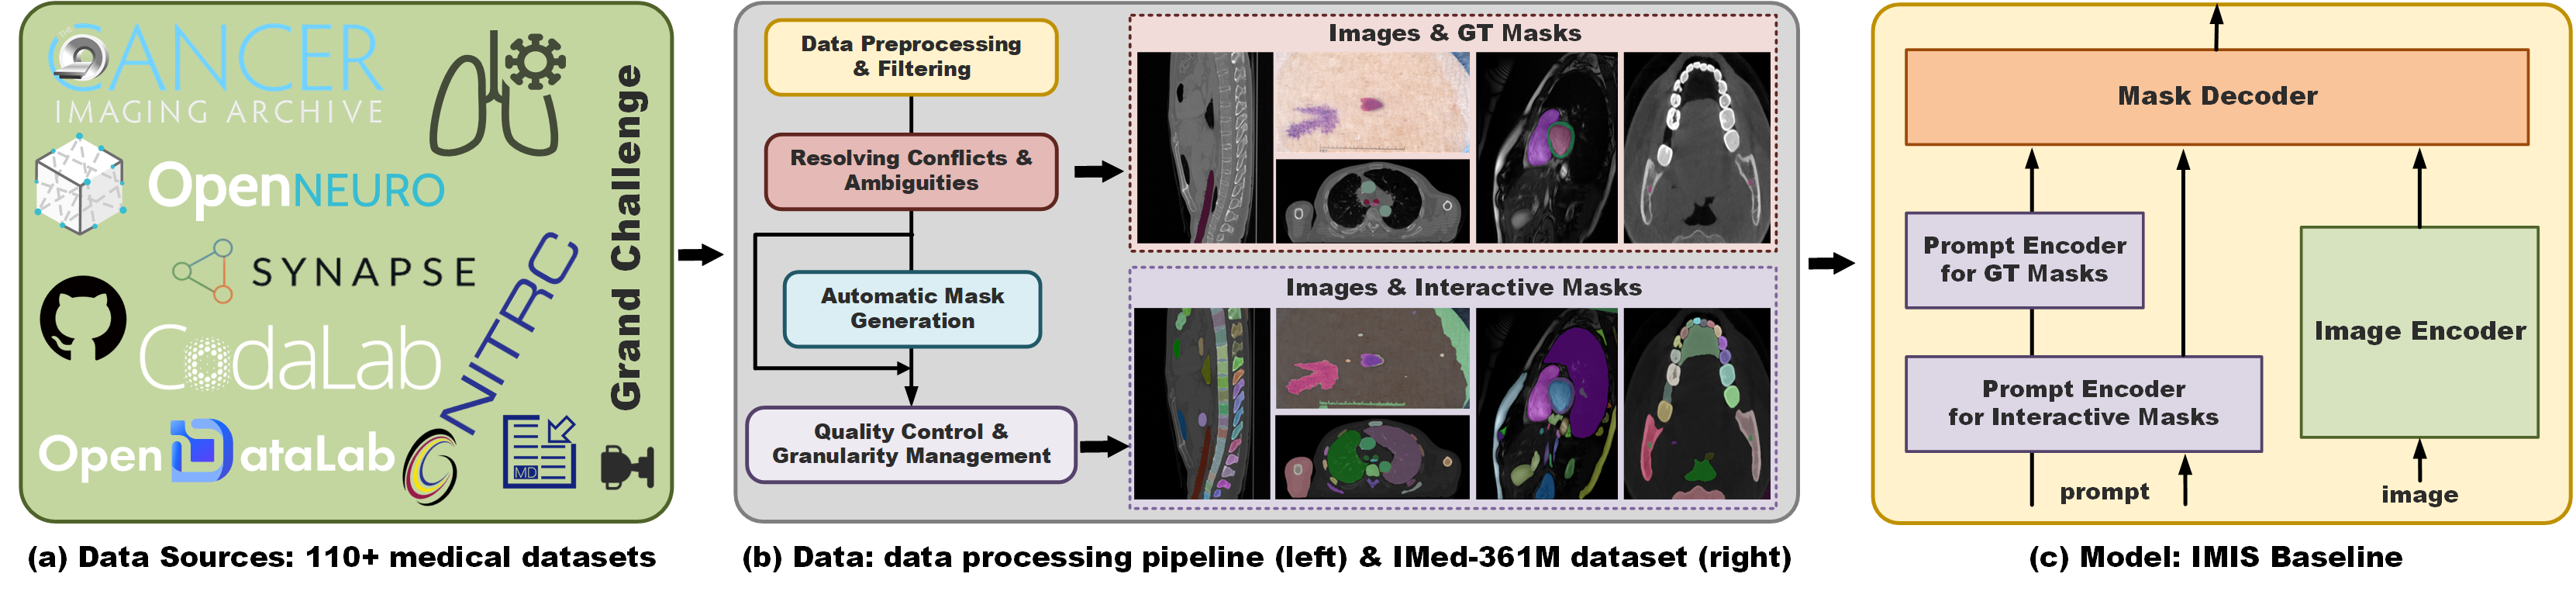 THE
CANCER
IMAGING ARCHIVE
OpenNEURO
SYNAPSE
CodaLab
NITRC
OpenDataLab
MD
Grand Challenge
(a) Data Sources: 110+ medical datasets
Data Preprocessing
& Filtering
Resolving Conflicts &
Ambiguities
Automatic Mask
Generation
Quality Control &
Granularity Management
Images & GT Masks
Images & Interactive Masks
(b) Data: data processing pipeline (left) & IMed-361M dataset (right)
Mask Decoder
Prompt Encoder
for GT Masks
Prompt Encoder
for Interactive Masks
Image Encoder
prompt
image
(c) Model: IMIS Baseline